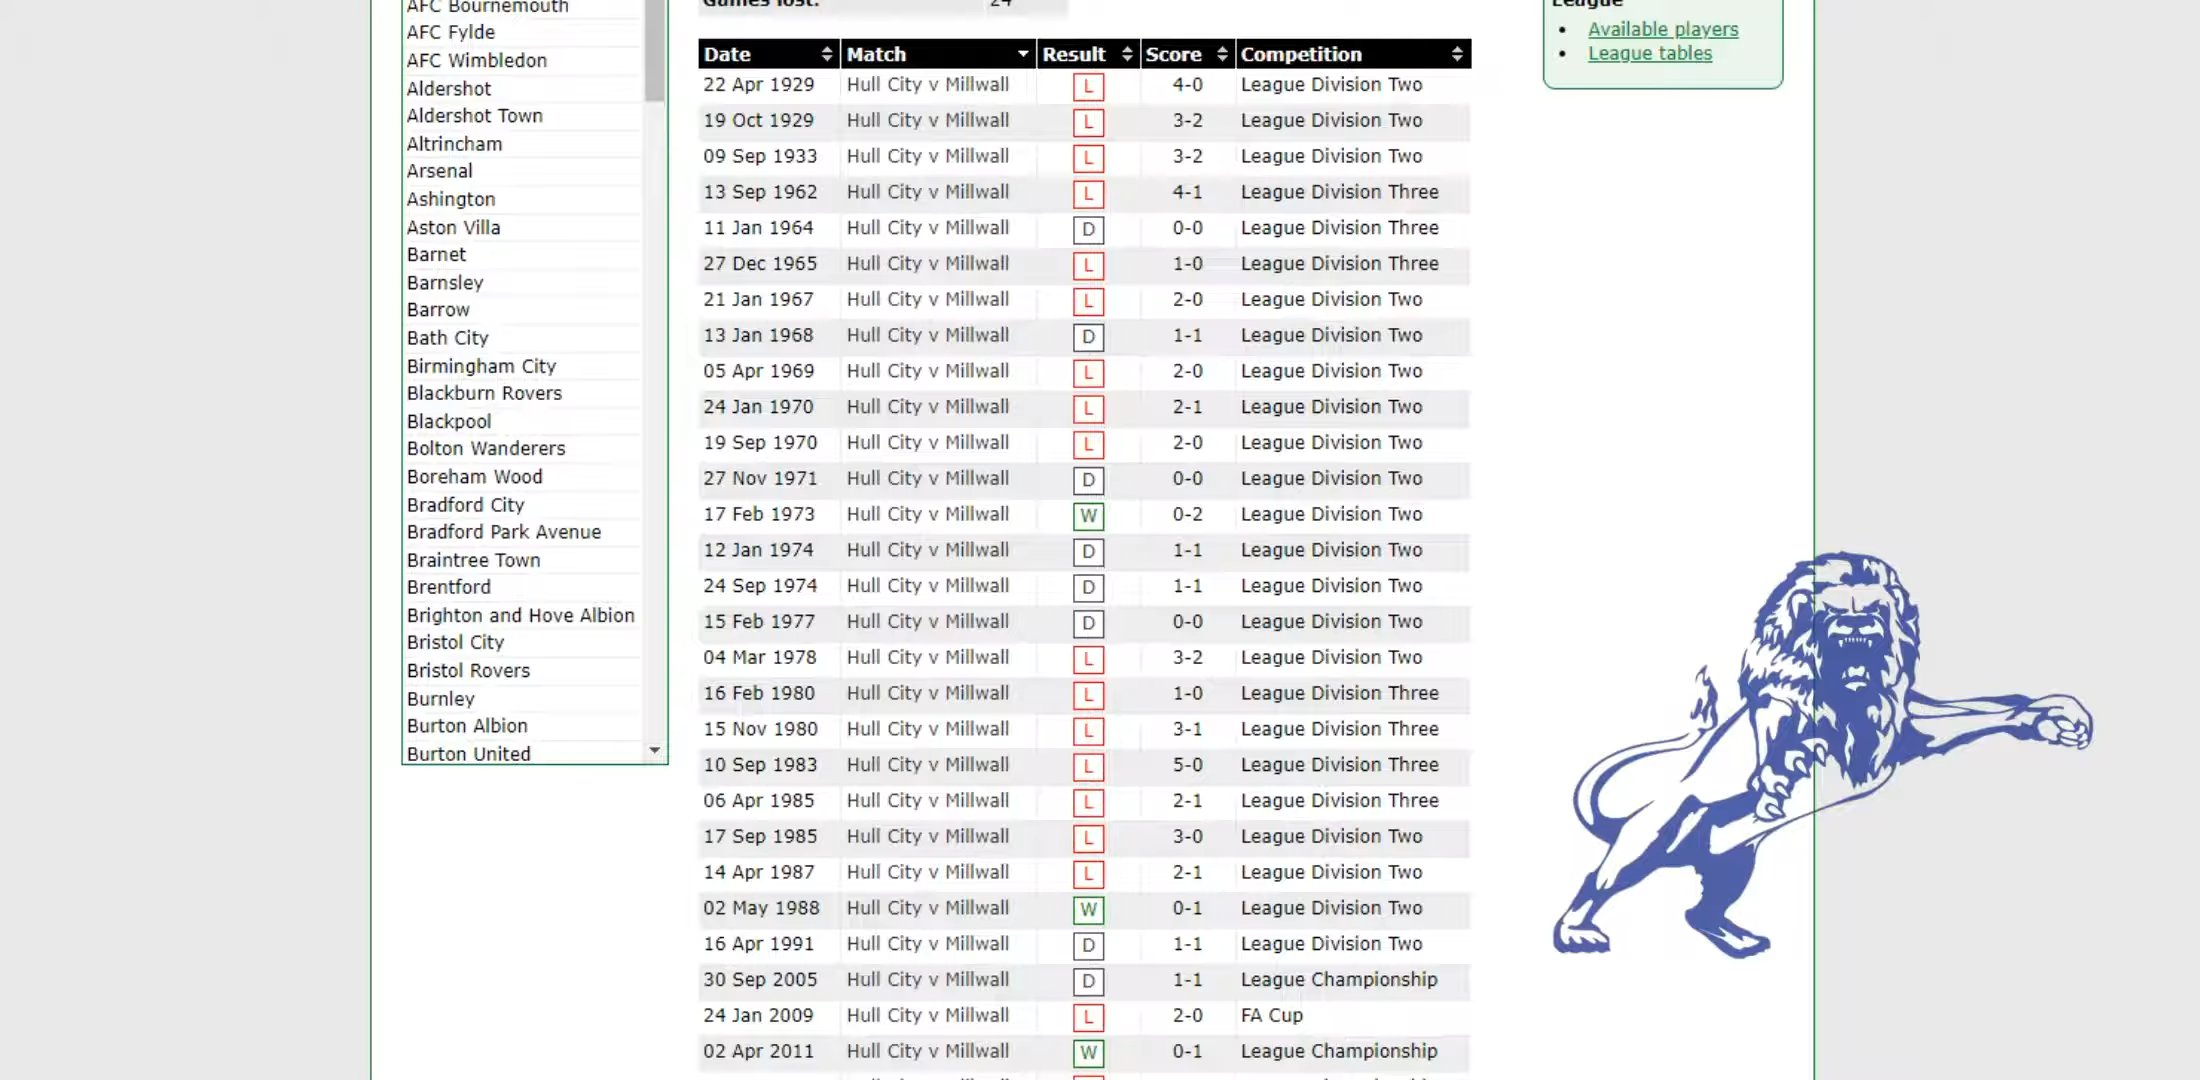 AFC Bournemouth
AFC Fylde
AFC Wimbledon
Aldershot
Aldershot Town
Altrincham
Arsenal
Ashington
Aston Villa
Barnet
Barnsley
Barrow
Bath City
Birmingham City
Blackburn Rovers
Blackpool
Bolton Wanderers
Boreham Wood
Bradford City
Bradford Park Avenue
Braintree Town
Brentford
Brighton and Hove Albion
Bristol City
Bristol Rovers
Burnley
Burton Albion
Burton United
Games lost: 24
Date Match Result Score Competition
22 Apr 1929 Hull City v Millwall L 4-0 League Division Two
19 Oct 1929 Hull City v Millwall L 3-2 League Division Two
09 Sep 1933 Hull City v Millwall L 3-2 League Division Two
13 Sep 1962 Hull City v Millwall L 4-1 League Division Three
11 Jan 1964 Hull City v Millwall D 0-0 League Division Three
27 Dec 1965 Hull City v Millwall L 1-0 League Division Three
21 Jan 1967 Hull City v Millwall L 2-0 League Division Two
13 Jan 1968 Hull City v Millwall D 1-1 League Division Two
05 Apr 1969 Hull City v Millwall L 2-0 League Division Two
24 Jan 1970 Hull City v Millwall L 2-1 League Division Two
19 Sep 1970 Hull City v Millwall L 2-0 League Division Two
27 Nov 1971 Hull City v Millwall D 0-0 League Division Two
17 Feb 1973 Hull City v Millwall W 0-2 League Division Two
12 Jan 1974 Hull City v Millwall D 1-1 League Division Two
24 Sep 1974 Hull City v Millwall D 1-1 League Division Two
15 Feb 1977 Hull City v Millwall D 0-0 League Division Two
04 Mar 1978 Hull City v Millwall L 3-2 League Division Two
16 Feb 1980 Hull City v Millwall L 1-0 League Division Three
15 Nov 1980 Hull City v Millwall L 3-1 League Division Three
10 Sep 1983 Hull City v Millwall L 5-0 League Division Three
06 Apr 1985 Hull City v Millwall L 2-1 League Division Three
17 Sep 1985 Hull City v Millwall L 3-0 League Division Two
14 Apr 1987 Hull City v Millwall L 2-1 League Division Two
02 May 1988 Hull City v Millwall W 0-1 League Division Two
16 Apr 1991 Hull City v Millwall D 1-1 League Division Two
30 Sep 2005 Hull City v Millwall D 1-1 League Championship
24 Jan 2009 Hull City v Millwall L 2-0 FA Cup
02 Apr 2011 Hull City v Millwall W 0-1 League Championship
League
• Available players
• League tables